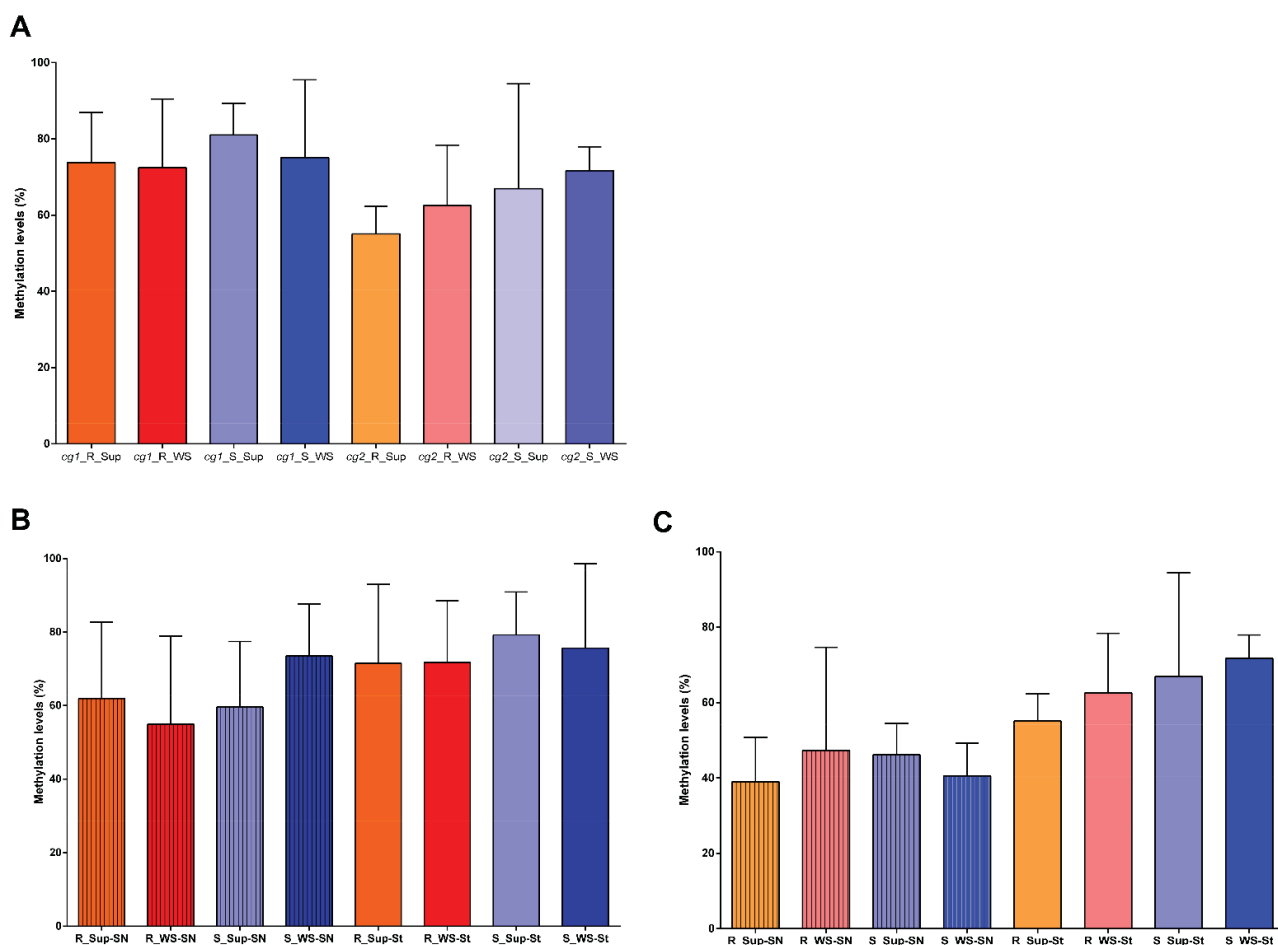 A
Methylation levels (%)
100
80
60
40
20
0
cg1_R_Sup cg1_R_WS cg1_S_Sup cg1_S_WS cg2_R_Sup cg2_R_WS cg2_S_Sup cg2_S_WS
B
Methylation levels (%)
100
80
60
40
20
0
R_Sup-SN R_WS-SN S_Sup-SN S_WS-SN R_Sup-St R_WS-St S_Sup-St S_WS-St
C
Methylation levels (%)
100
80
60
40
20
0
R_Sup-SN R_WS-SN S_Sup-SN S_WS-SN R_Sup-St R_WS-St S_Sup-St S_WS-St